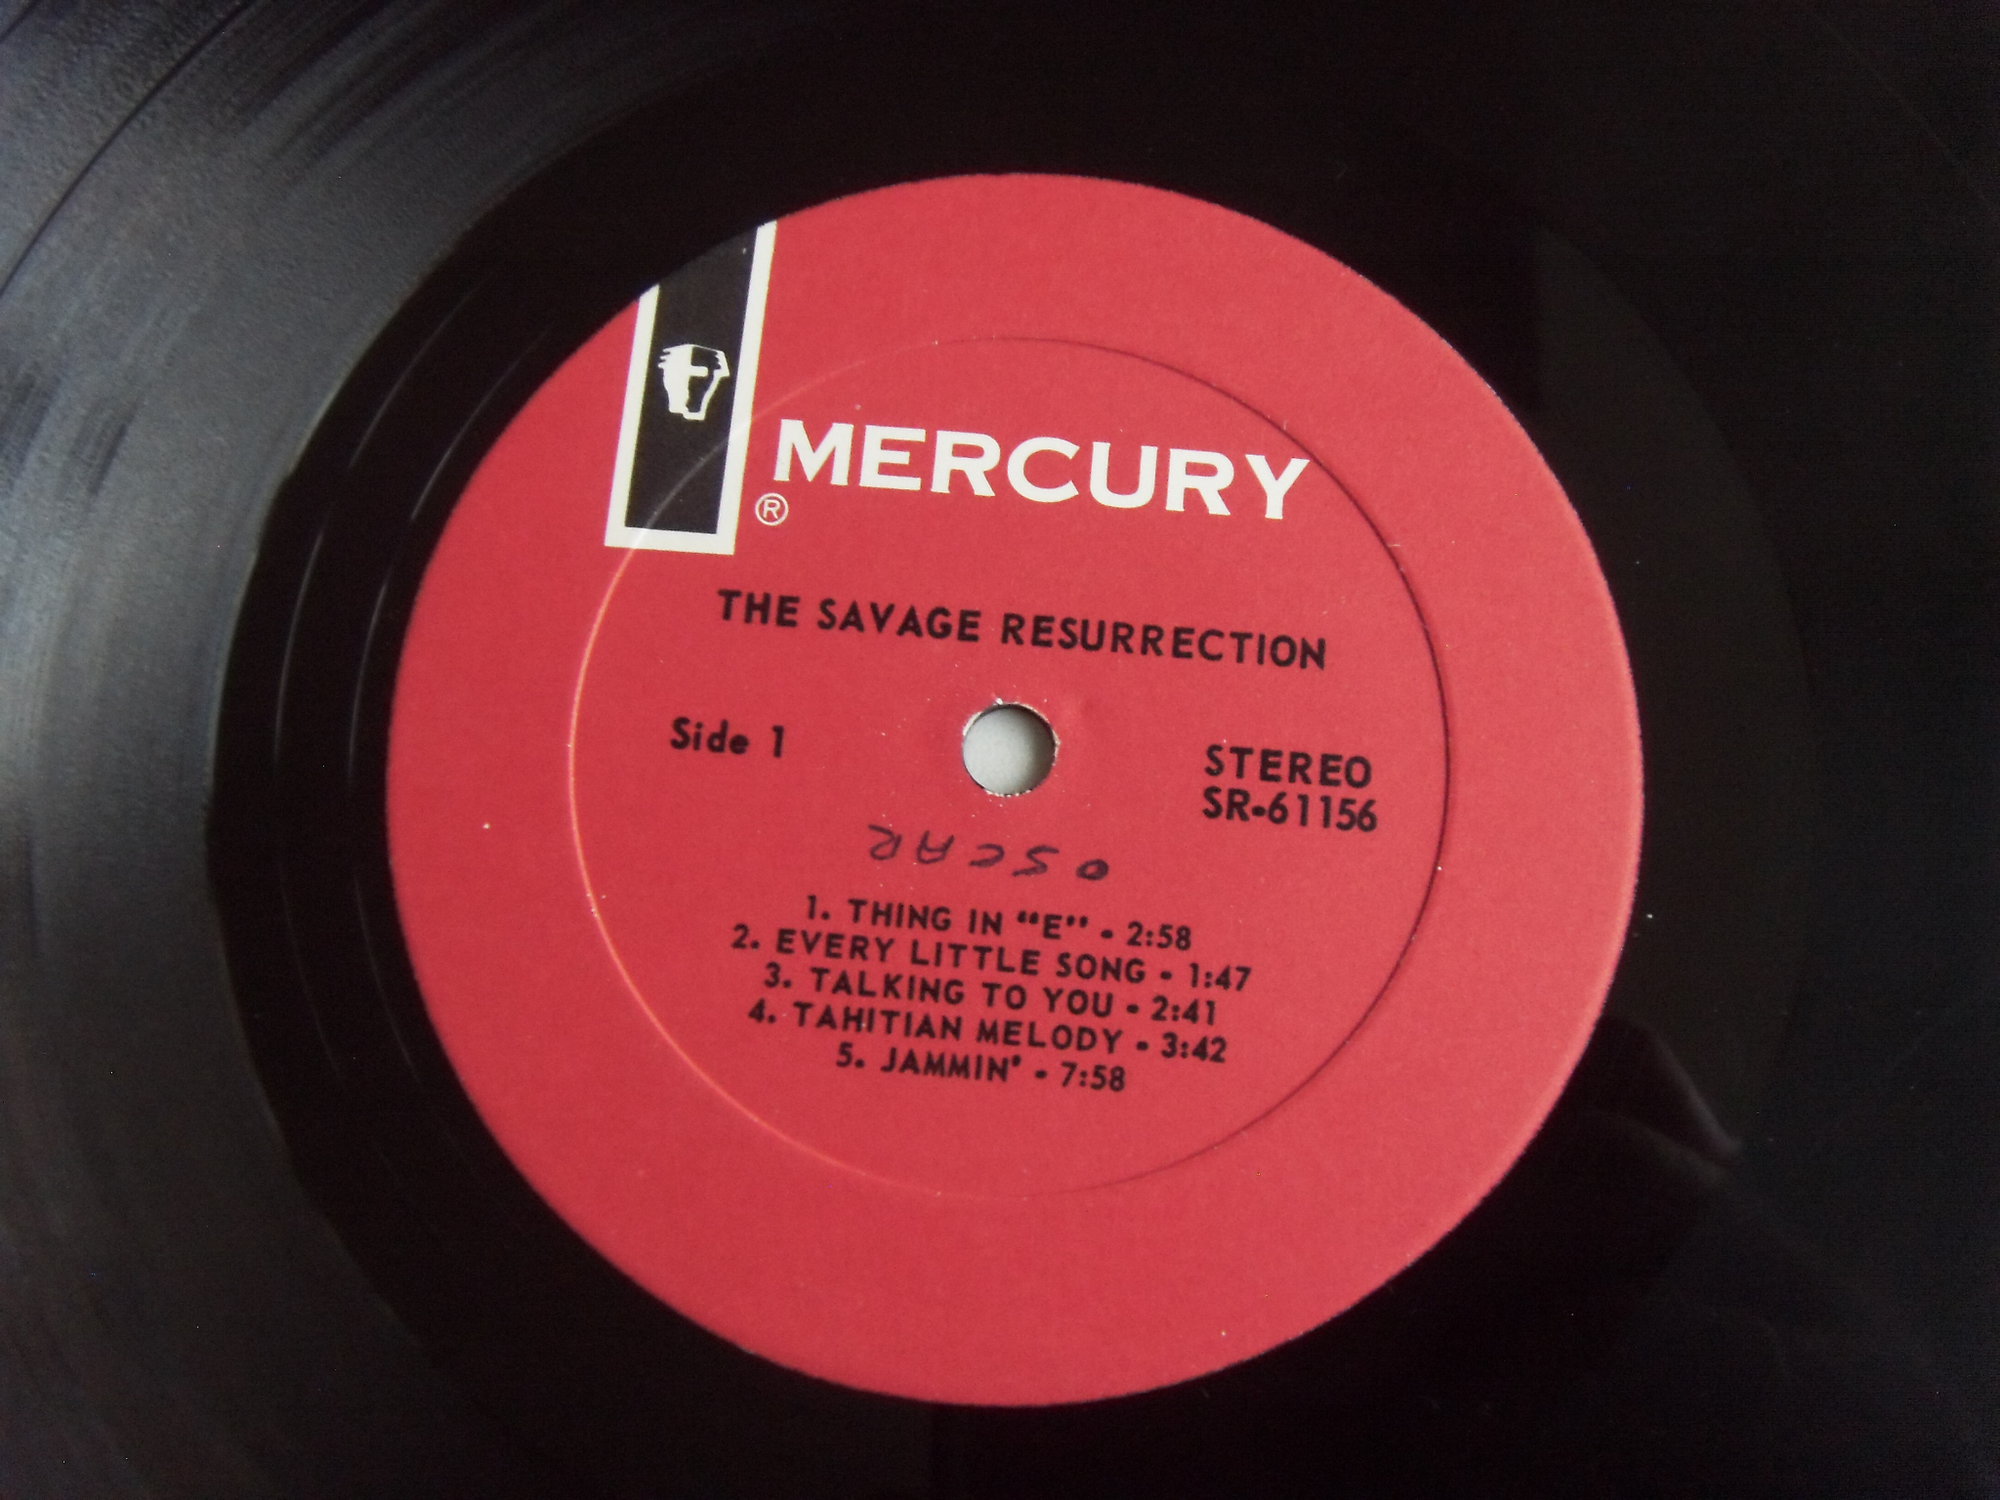 MERCURY
®
THE SAVAGE RESURRECTION
Side 1
STEREO
SR-61156
OSCAR
1. THING IN “E” - 2:58
2. EVERY LITTLE SONG - 1:47
3. TALKING TO YOU - 2:41
4. TAHITIAN MELODY - 3:42
5. JAMMIN' - 7:58